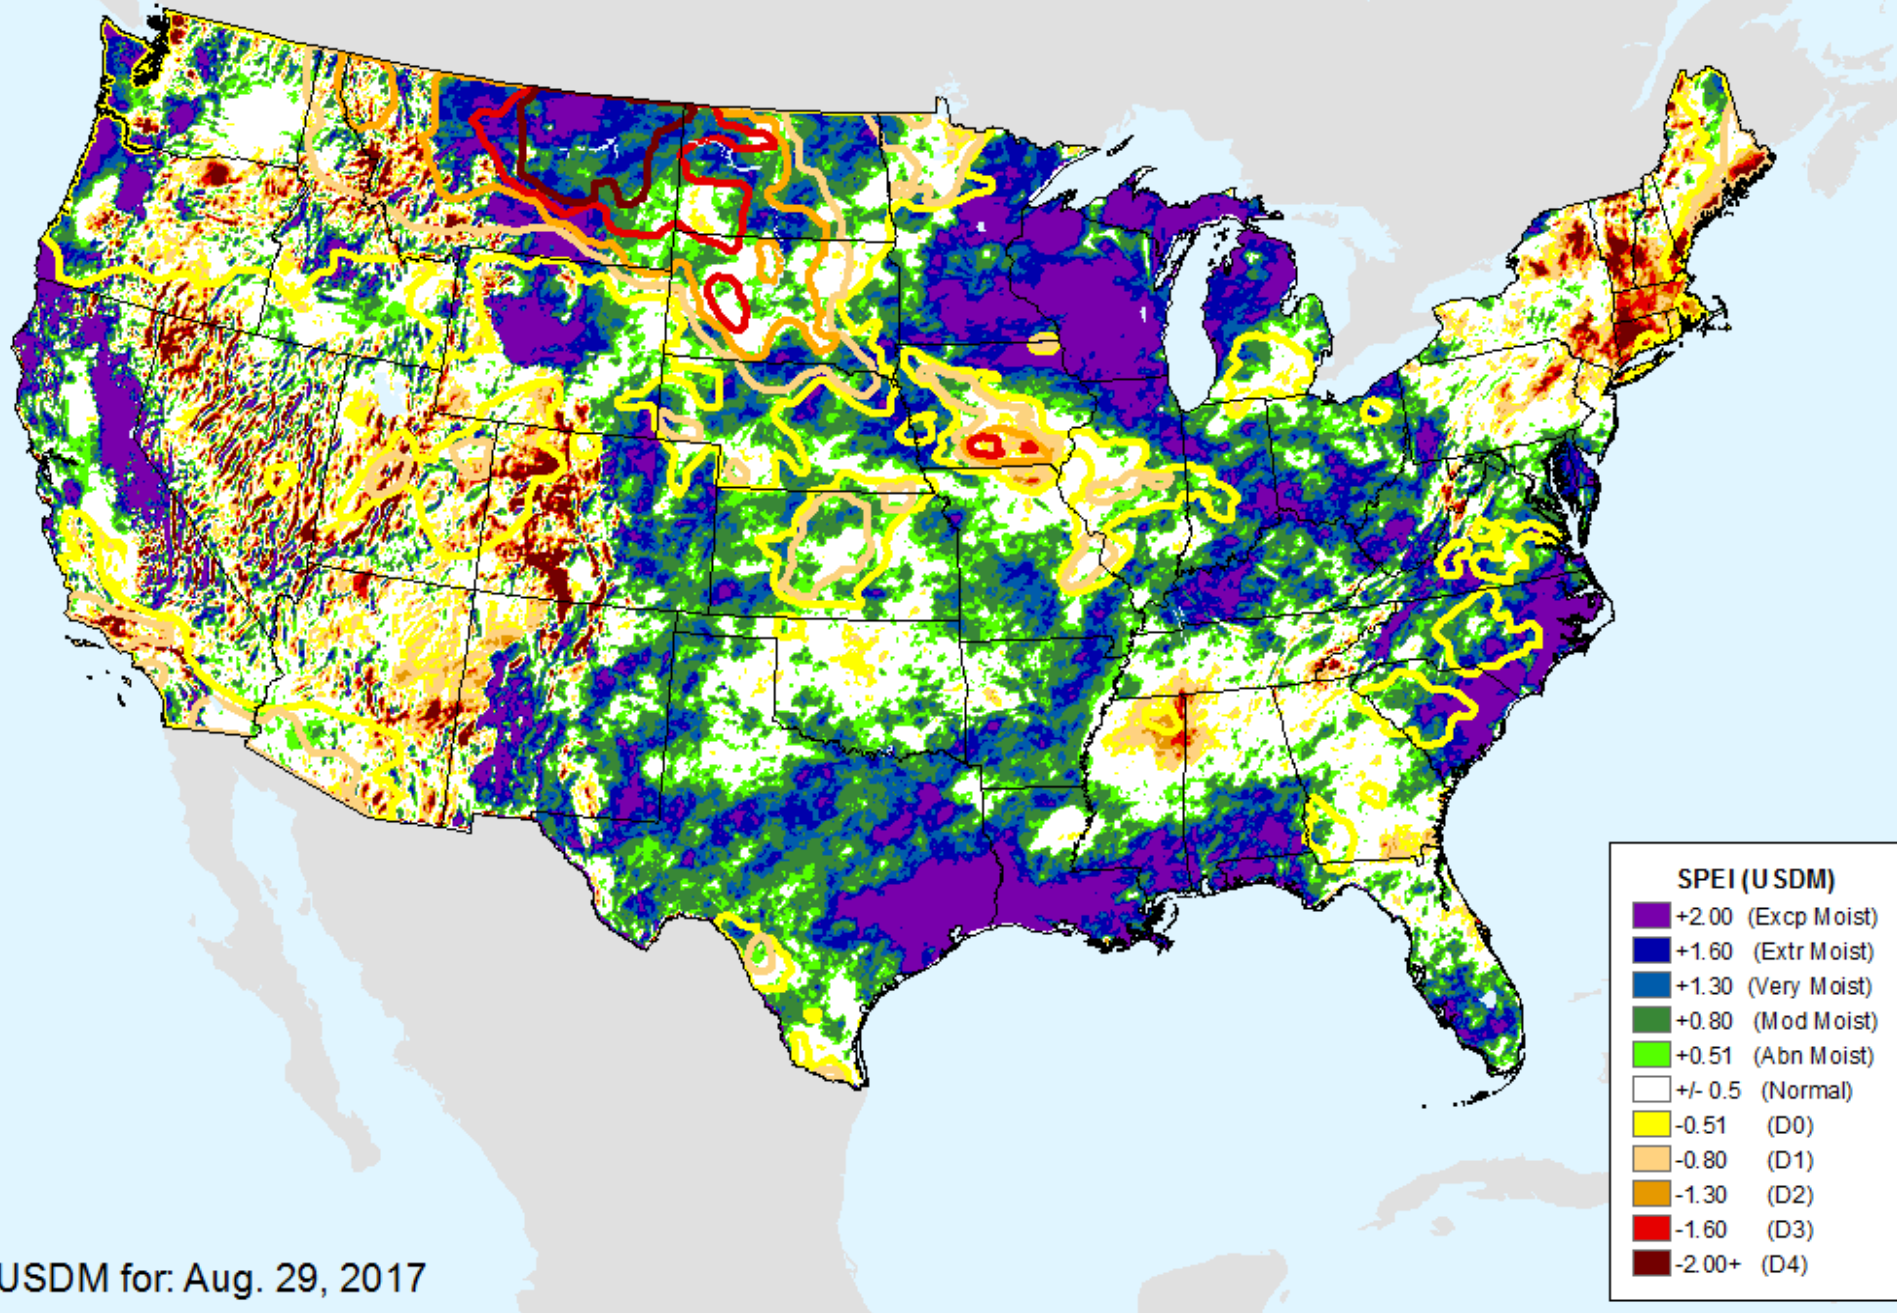 SPEI (USDM)
+2.00 (Excp Moist)
+1.60 (Extr Moist)
+1.30 (Very Moist)
+0.80 (Mod Moist)
+0.51 (Abn Moist)
+/- 0.5 (Normal)
-0.51 (D0)
-0.80 (D1)
-1.30 (D2)
-1.60 (D3)
-2.00+ (D4)
USDM for: Aug. 29, 2017